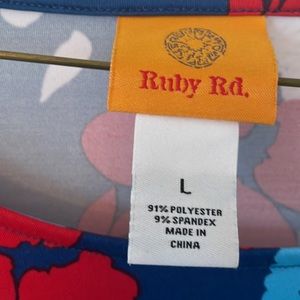 Ruby Rd.
L
91% POLYESTER
9% SPANDEX
MADE IN
CHINA